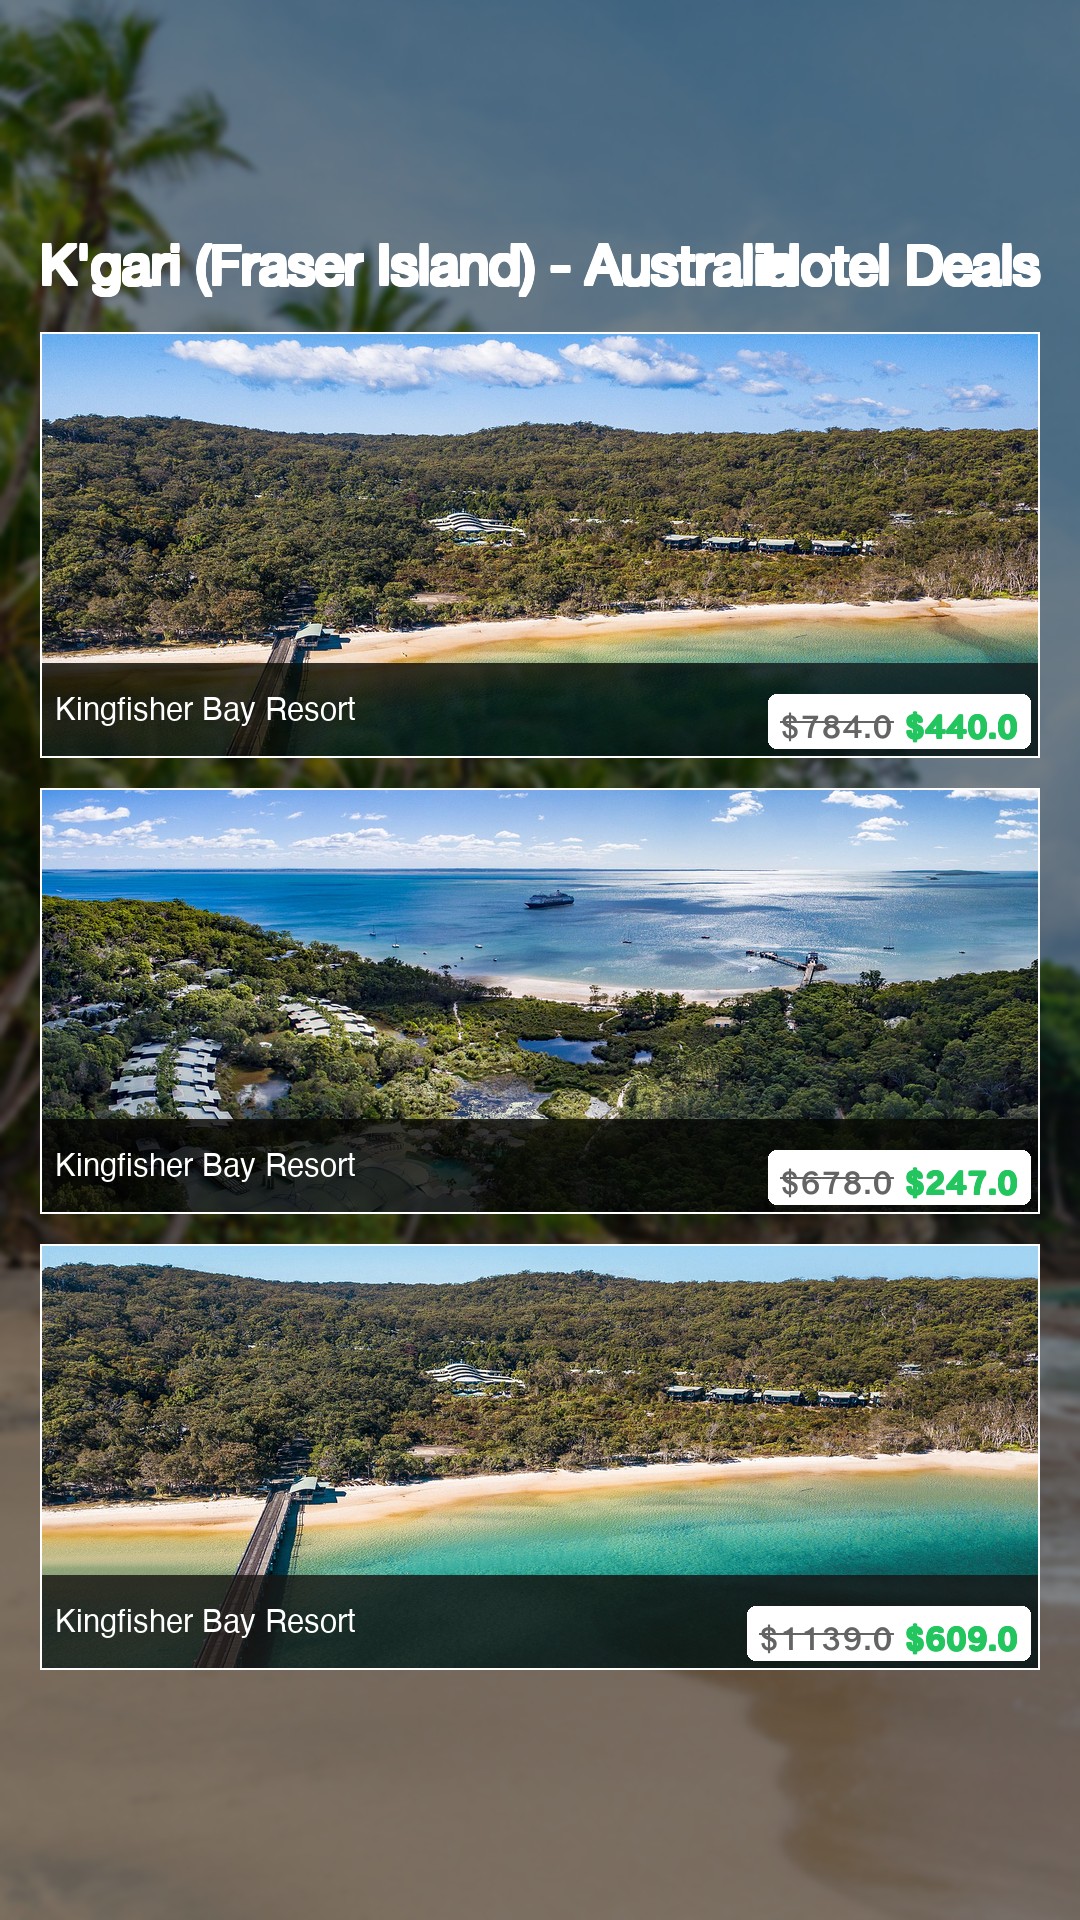 K'gari (Fraser Island) - Australia Hotel Deals
Kingfisher Bay Resort
$784.0 $440.0
Kingfisher Bay Resort
$678.0 $247.0
Kingfisher Bay Resort
$1139.0 $609.0